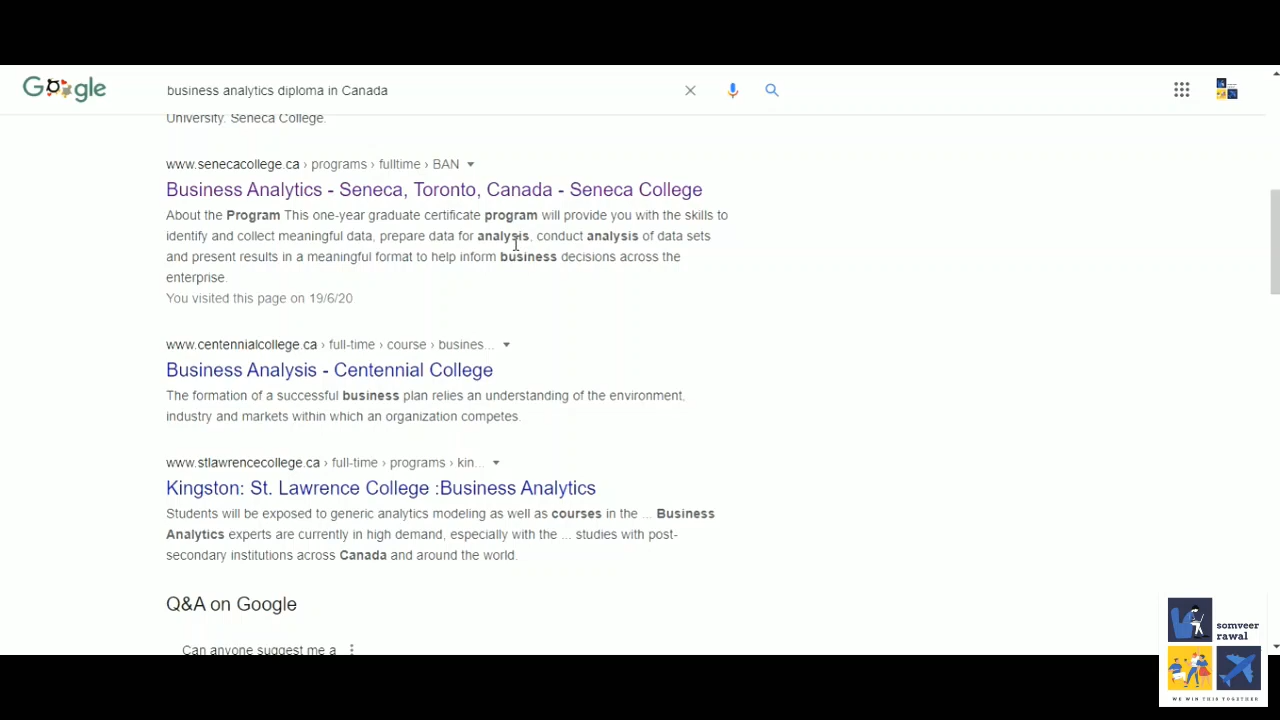 Google
business analytics diploma in Canada
University. Seneca College.
www.senecacollege.ca › programs › fulltime › BAN
Business Analytics - Seneca, Toronto, Canada - Seneca College
About the Program This one-year graduate certificate program will provide you with the skills to
identify and collect meaningful data, prepare data for analysis, conduct analysis of data sets
and present results in a meaningful format to help inform business decisions across the
enterprise.
You visited this page on 19/6/20
www.centennialcollege.ca › full-time › course › busines...
Business Analysis - Centennial College
The formation of a successful business plan relies an understanding of the environment,
industry and markets within which an organization competes.
www.stlawrencecollege.ca › full-time › programs › kin...
Kingston: St. Lawrence College :Business Analytics
Students will be exposed to generic analytics modeling as well as courses in the ... Business
Analytics experts are currently in high demand, especially with the ... studies with post-
secondary institutions across Canada and around the world.
Q&A on Google
Can anyone suggest me a
somveer
rawal
WE WIN THIS TOGETHER